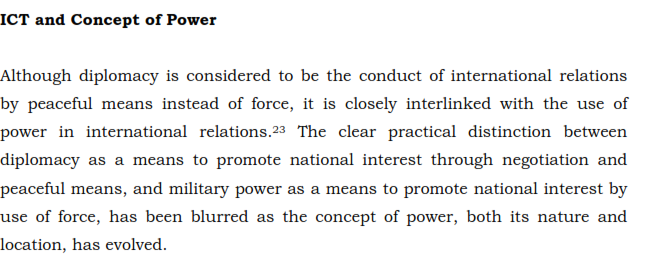 ICT and Concept of Power
Although diplomacy is considered to be the conduct of international relations
by peaceful means instead of force, it is closely interlinked with the use of
power in international relations.²³ The clear practical distinction between
diplomacy as a means to promote national interest through negotiation and
peaceful means, and military power as a means to promote national interest by
use of force, has been blurred as the concept of power, both its nature and
location, has evolved.